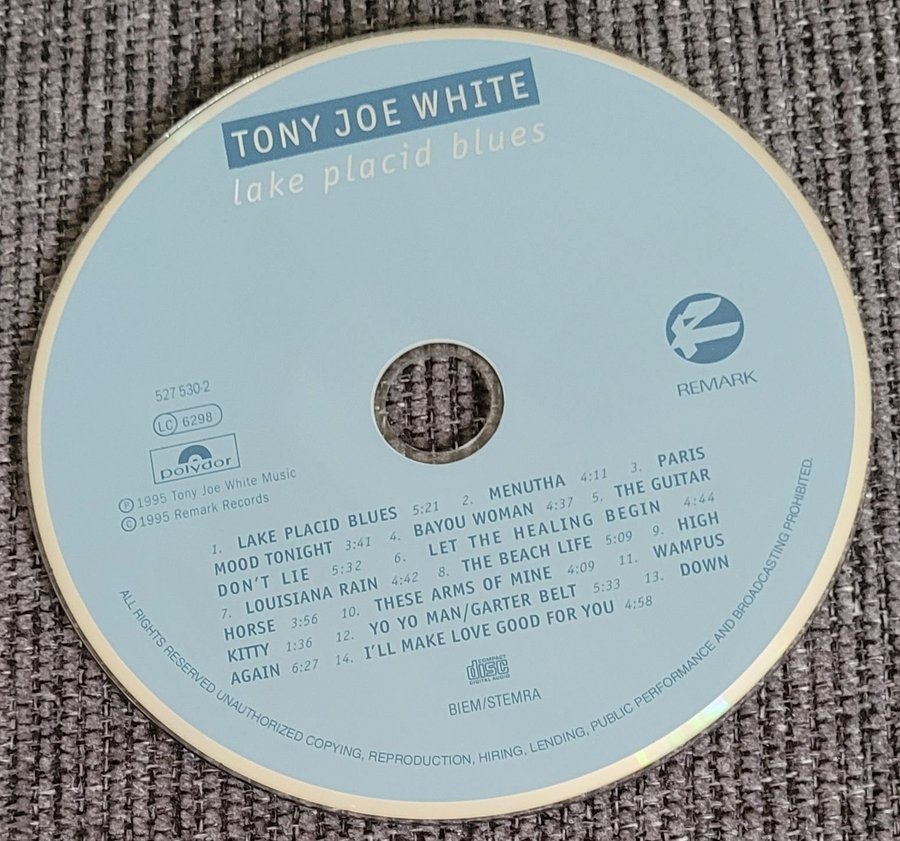 TONY JOE WHITE
lake placid blues
REMARK
527 530-2
LC 6298
polydor
Ⓟ 1995 Tony Joe White Music
© 1995 Remark Records
1. LAKE PLACID BLUES 5:21 2. MENUTHA 4:11 3. PARIS
MOOD TONIGHT 3:41 4. BAYOU WOMAN 4:37 5. THE GUITAR
DON'T LIE 5:32 6. LET THE HEALING BEGIN 4:44
7. LOUISIANA RAIN 4:42 8. THE BEACH LIFE 5:09 9. HIGH
HORSE 3:56 10. THESE ARMS OF MINE 4:09 11. WAMPUS
KITTY 1:36 12. YO YO MAN/GARTER BELT 5:33 13. DOWN
AGAIN 6:27 14. I'LL MAKE LOVE GOOD FOR YOU 4:58
COMPACT
disc
DIGITAL AUDIO
BIEM/STEMRA
ALL RIGHTS RESERVED UNAUTHORIZED COPYING, REPRODUCTION, HIRING, LENDING, PUBLIC PERFORMANCE AND BROADCASTING PROHIBITED.